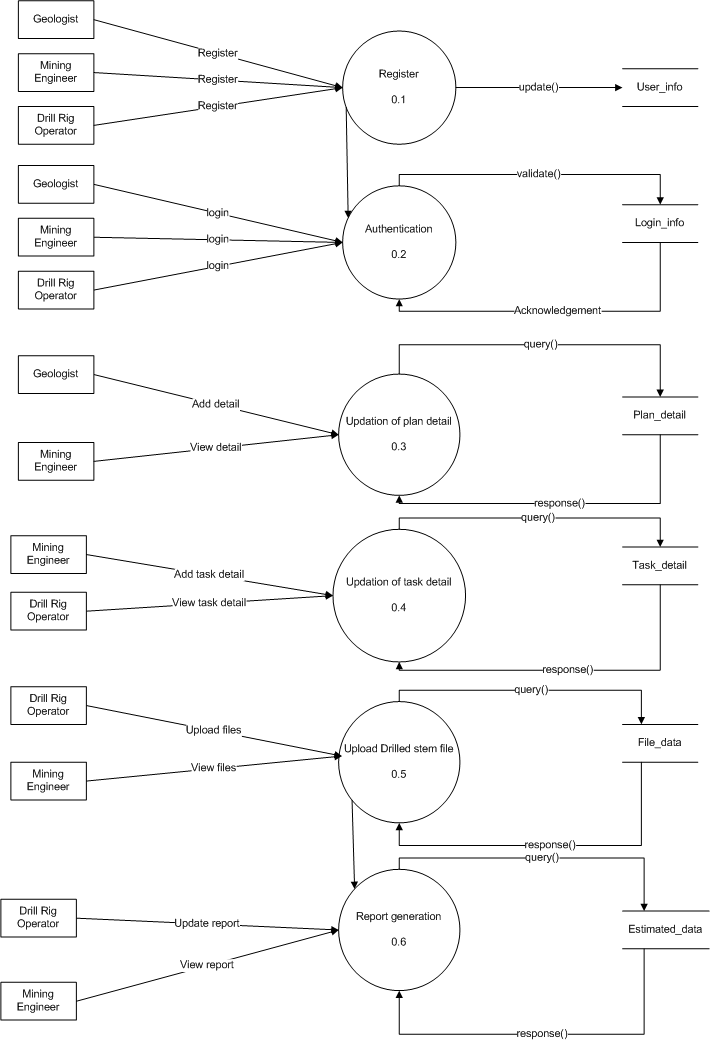 Geologist
Register
Mining
Engineer
Register
Register
0.1
update()
User_info
Drill Rig
Operator
Register
Geologist
login
Mining
Engineer
login
Authentication
0.2
validate()
Login_info
Drill Rig
Operator
login
Acknowledgement
Geologist
Add detail
Mining
Engineer
View detail
Updation of plan detail
0.3
query()
Plan_detail
response()
Mining
Engineer
Add task detail
Drill Rig
Operator
View task detail
Updation of task detail
0.4
query()
Task_detail
response()
Drill Rig
Operator
Upload files
Mining
Engineer
View files
Upload Drilled stem file
0.5
query()
File_data
response()
Drill Rig
Operator
Update report
Mining
Engineer
View report
Report generation
0.6
query()
Estimated_data
response()